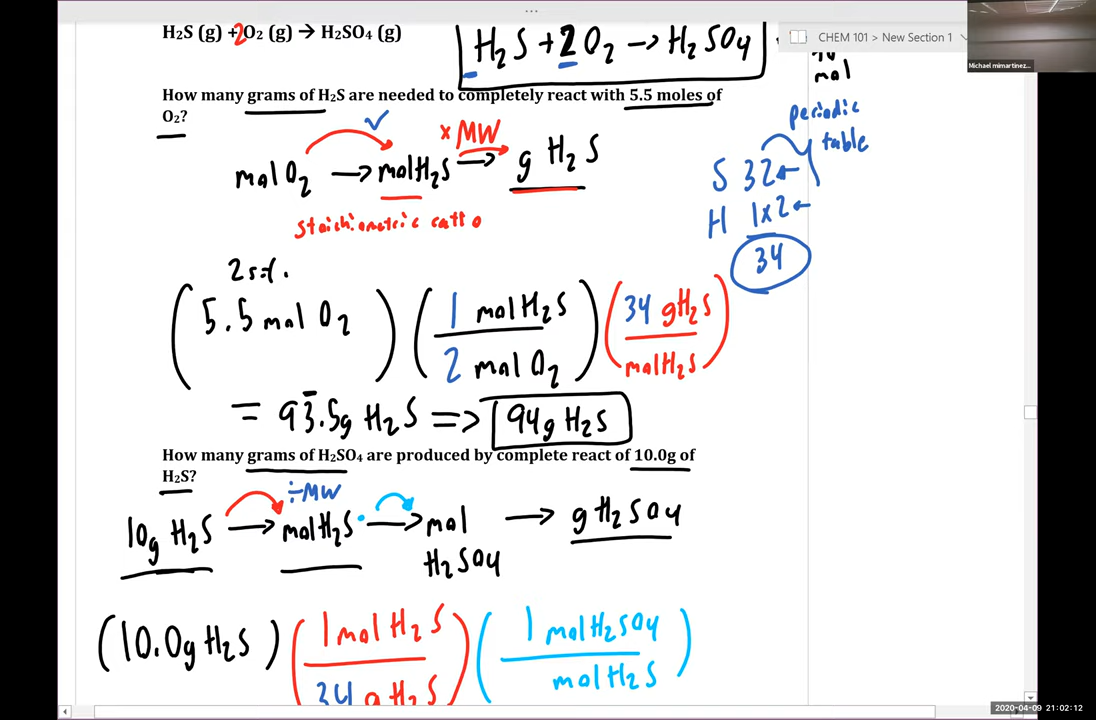 H₂S (g) +2O₂ (g) → H₂SO₄ (g)
H₂S + 2O₂ → H₂SO₄
CHEM 101 > New Section 1
Michael mimartinez...
mol
How many grams of H₂S are needed to completely react with 5.5 moles of
O₂?
periodic
table
× MW
mol O₂ → mol H₂S → g H₂S
stoichiometric ratio
S 32
H 1x2
34
2 s.f.
(5.5 mol O₂) (1 mol H₂S / 2 mol O₂) (34 g H₂S / mol H₂S)
= 93.5g H₂S => 94g H₂S
How many grams of H₂SO₄ are produced by complete react of 10.0g of
H₂S?
÷MW
10g H₂S → mol H₂S → mol H₂SO₄ → g H₂SO₄
(10.0g H₂S) (1 mol H₂S / 34 g H₂S) (1 mol H₂SO₄ / mol H₂S)
2020-04-09 21:02:12